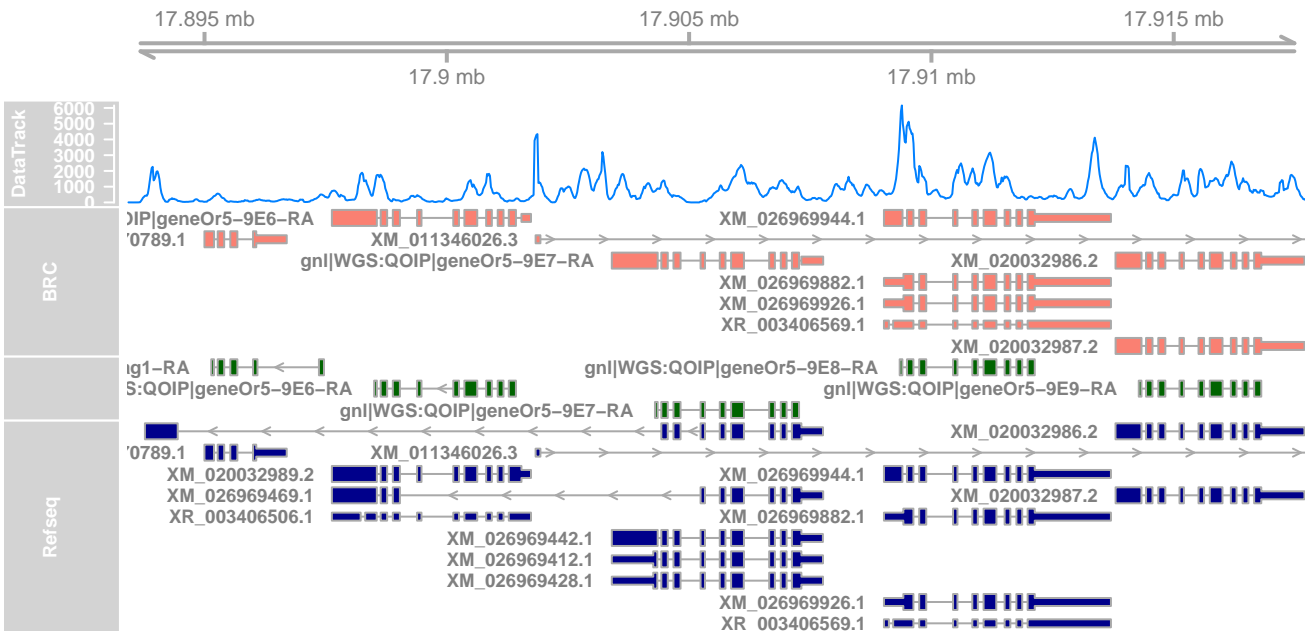 17.895 mb 17.905 mb 17.915 mb
17.9 mb 17.91 mb
DataTrack
6000
5000
4000
3000
2000
1000
0
BRC
OIP|geneOr5−9E6−RA XM_026969944.1
70789.1 XM_011346026.3
gnl|WGS:QOIP|geneOr5−9E7−RA XM_020032986.2
XM_026969882.1
XM_026969926.1
XR_003406569.1
XM_020032987.2
ng1−RA gnl|WGS:QOIP|geneOr5−9E8−RA
S:QOIP|geneOr5−9E6−RA gnl|WGS:QOIP|geneOr5−9E9−RA
gnl|WGS:QOIP|geneOr5−9E7−RA
Refseq
XM_020032986.2
70789.1 XM_011346026.3
XM_020032989.2 XM_026969944.1
XM_026969469.1 XM_020032987.2
XR_003406506.1 XM_026969882.1
XM_026969442.1
XM_026969412.1
XM_026969428.1
XM_026969926.1
XR_003406569.1